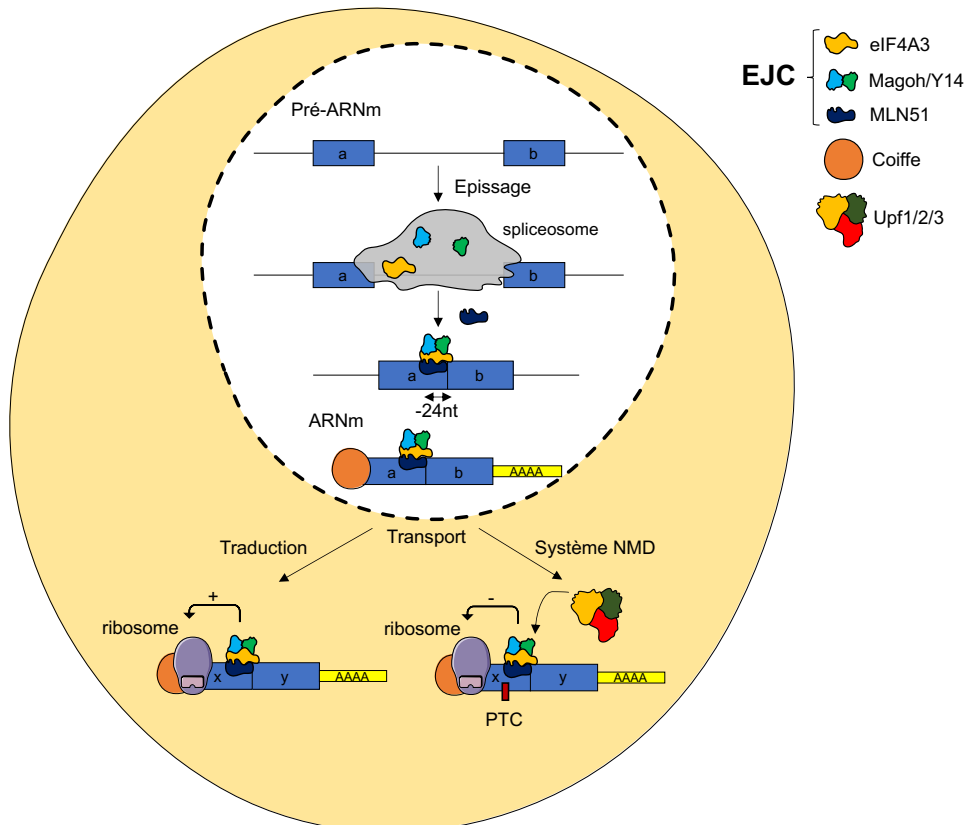 EJC
eIF4A3
Magoh/Y14
MLN51
Coiffe
Upf1/2/3
Pré-ARNm
a
b
Epissage
spliceosome
a
b
a
b
-24nt
ARNm
a
b
AAAA
Transport
Traduction
Système NMD
+
ribosome
x
y
AAAA
-
ribosome
x
y
AAAA
PTC